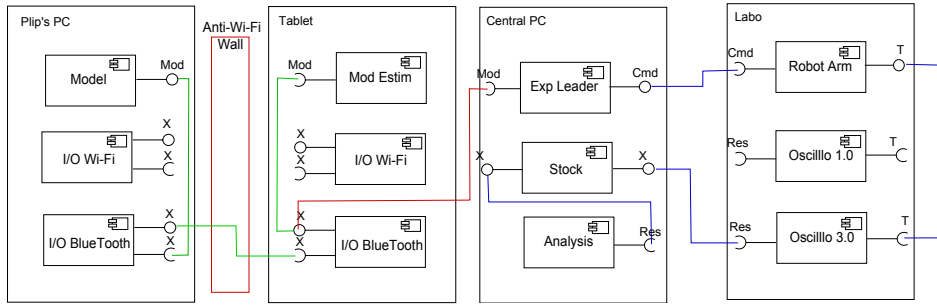 Plip's PC
Anti-Wi-Fi
Wall
Tablet
Central PC
Labo
Mod
Model
X
I/O Wi-Fi
X
X
I/O BlueTooth
X
Mod
Mod Estim
X
I/O Wi-Fi
X
X
I/O BlueTooth
X
Mod
Exp Leader
Cmd
X
Stock
X
Analysis
Res
Cmd
Robot Arm
T
Res
Oscilllo 1.0
T
Res
Oscilllo 3.0
T